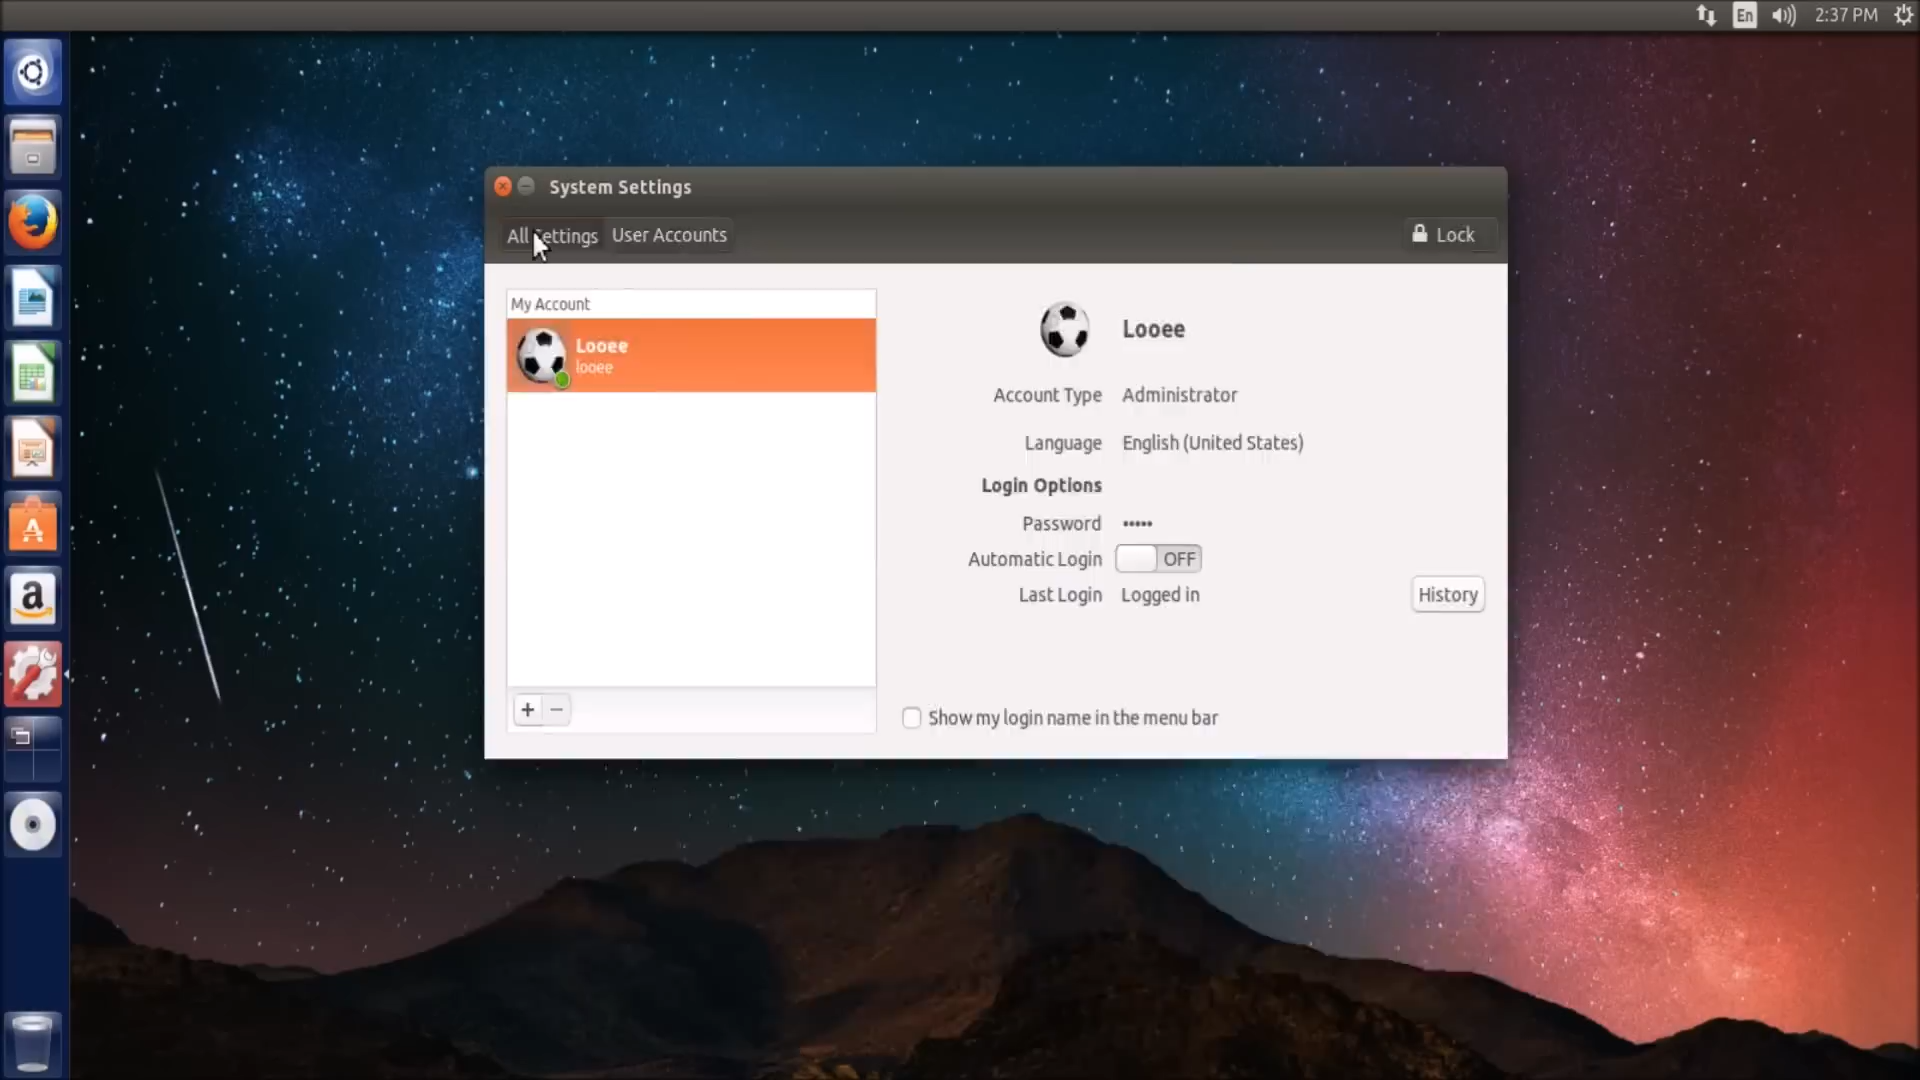 En 2:37 PM
System Settings
All Settings User Accounts Lock
My Account
Looee
looee
Looee
Account Type Administrator
Language English (United States)
Login Options
Password •••••
Automatic Login OFF
Last Login Logged in History
+ −
Show my login name in the menu bar